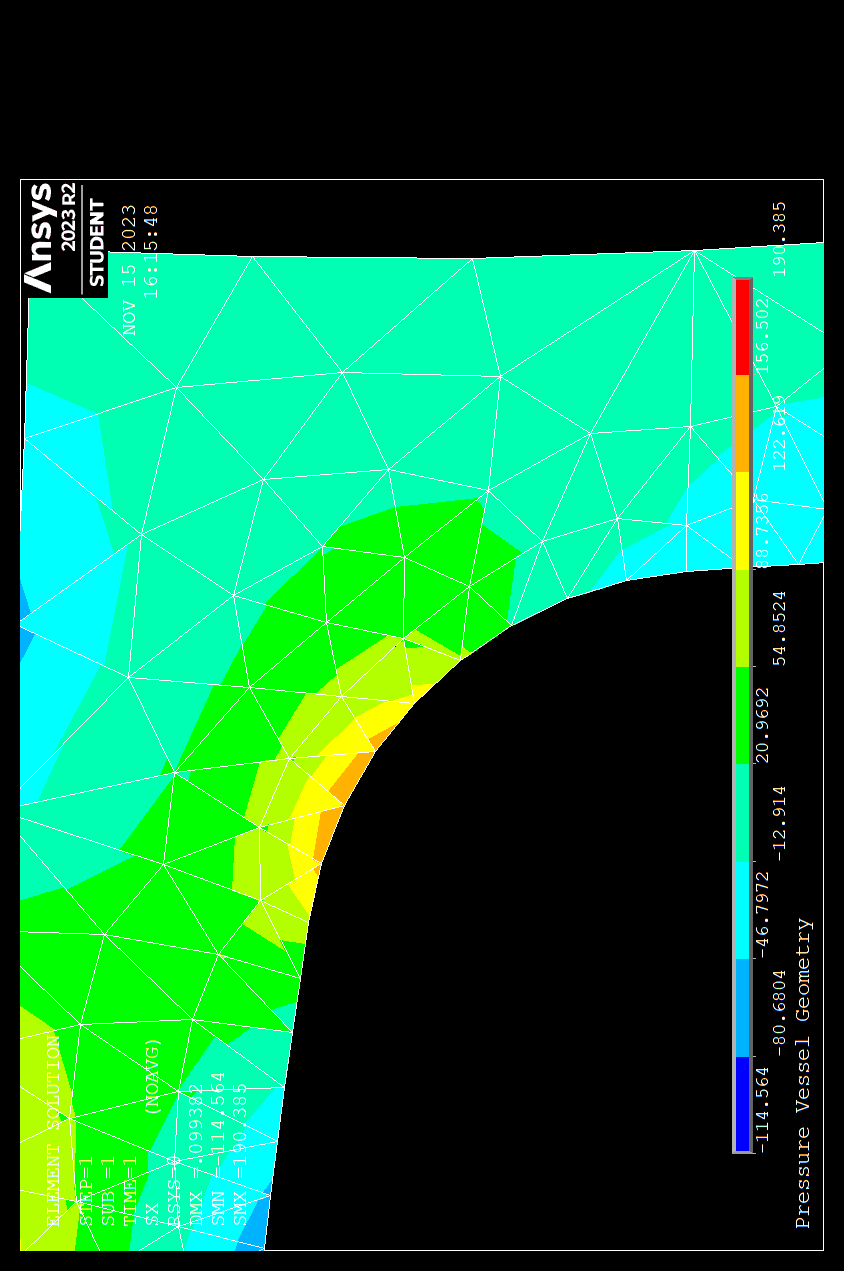 Ansys
2023 R2
STUDENT
NOV 15 2023
16:15:48
ELEMENT SOLUTION
STEP=1
SUB =1
TIME=1
SX (NOAVG)
RSYS=0
DMX =.099382
SMN =-114.564
SMX =190.385
-114.564
-80.6804
-46.7972
-12.914
20.9692
54.8524
88.7356
122.619
156.502
190.385
Pressure Vessel Geometry